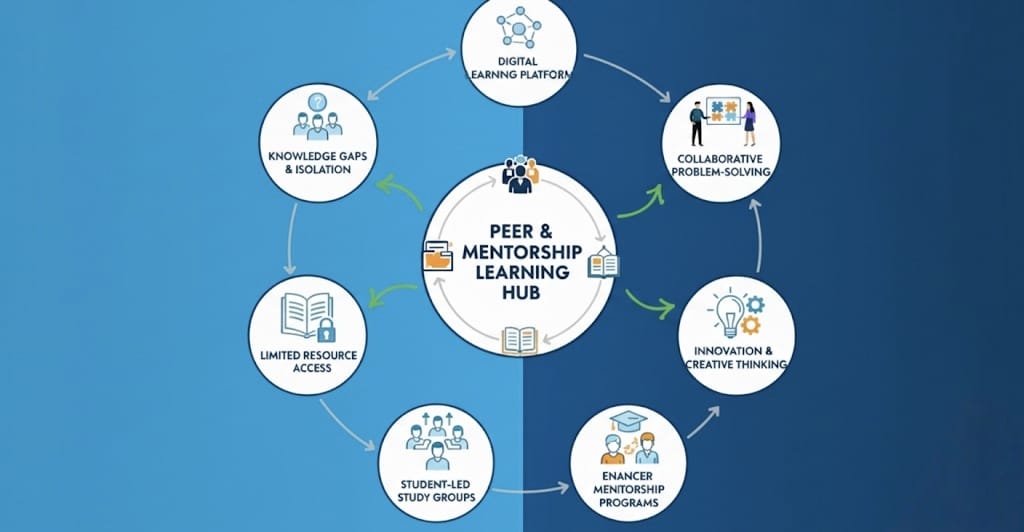 DIGITAL
LEARNING PLATFORM
KNOWLEDGE GAPS
& ISOLATION
?
COLLABORATIVE
PROBLEM-SOLVING
PEER &
MENTORSHIP
LEARNING
HUB
LIMITED RESOURCE
ACCESS
INNOVATION &
CREATIVE THINKING
STUDENT-LED
STUDY GROUPS
ENANCER
MENITORSHIP
PROGRAMS